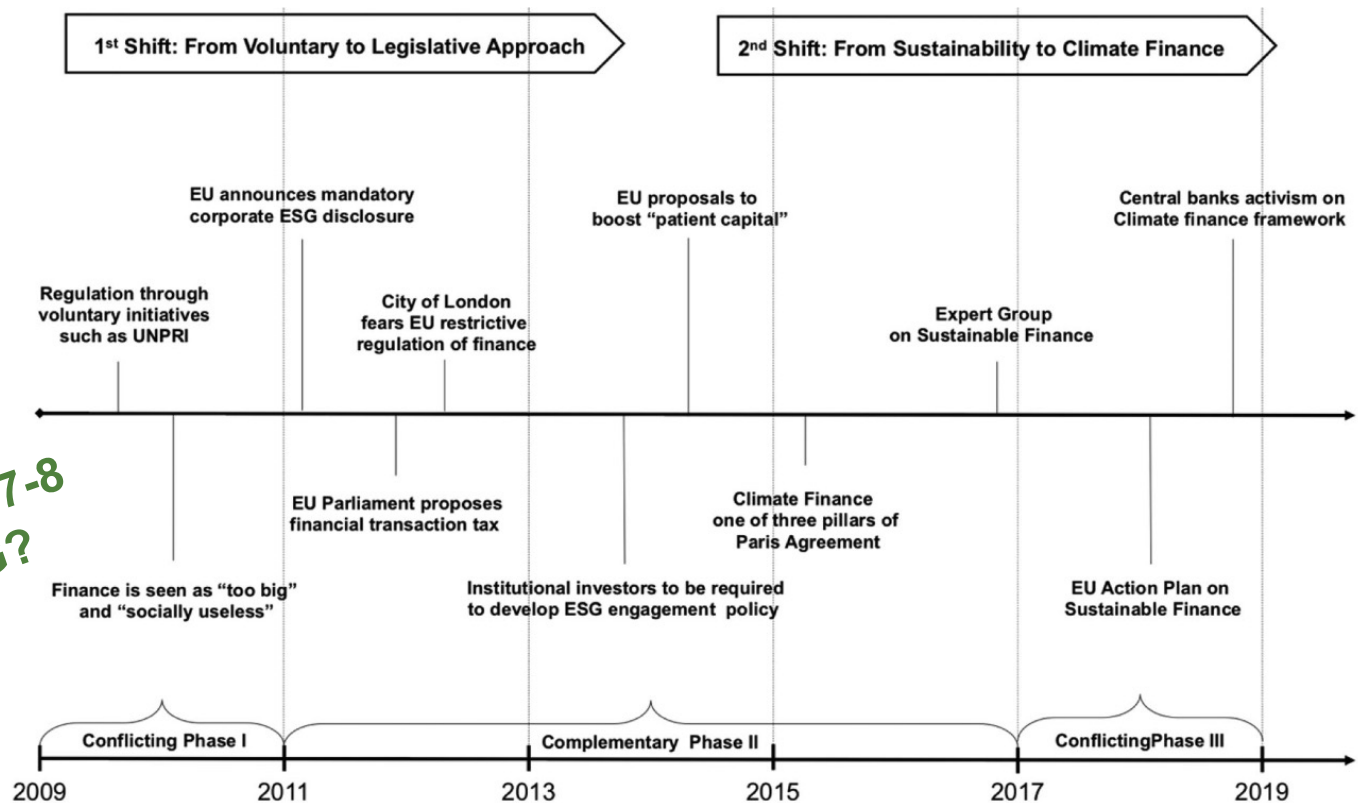 1st Shift: From Voluntary to Legislative Approach
2nd Shift: From Sustainability to Climate Finance
EU announces mandatory
corporate ESG disclosure
EU proposals to
boost “patient capital”
Central banks activism on
Climate finance framework
Regulation through
voluntary initiatives
such as UNPRI
City of London
fears EU restrictive
regulation of finance
Expert Group
on Sustainable Finance
7-8
?
EU Parliament proposes
financial transaction tax
Climate Finance
one of three pillars of
Paris Agreement
Finance is seen as “too big”
and “socially useless”
Institutional investors to be required
to develop ESG engagement policy
EU Action Plan on
Sustainable Finance
Conflicting Phase I
Complementary Phase II
ConflictingPhase III
2009
2011
2013
2015
2017
2019